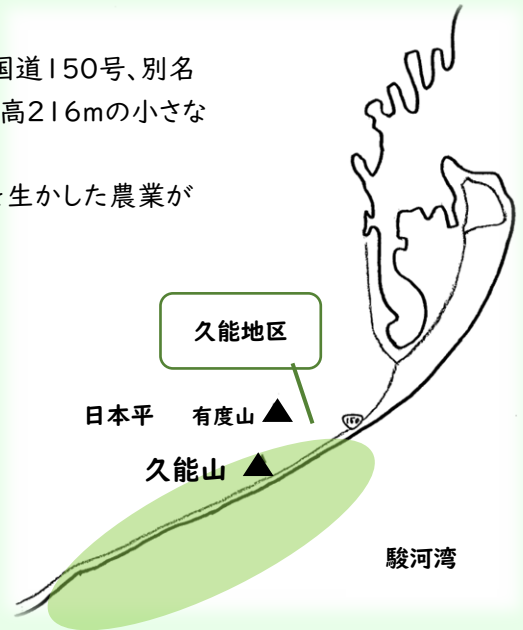 国道150号、別名
高216mの小さな
生かした農業が
久能地区
日本平 有度山
150
久能山
駿河湾